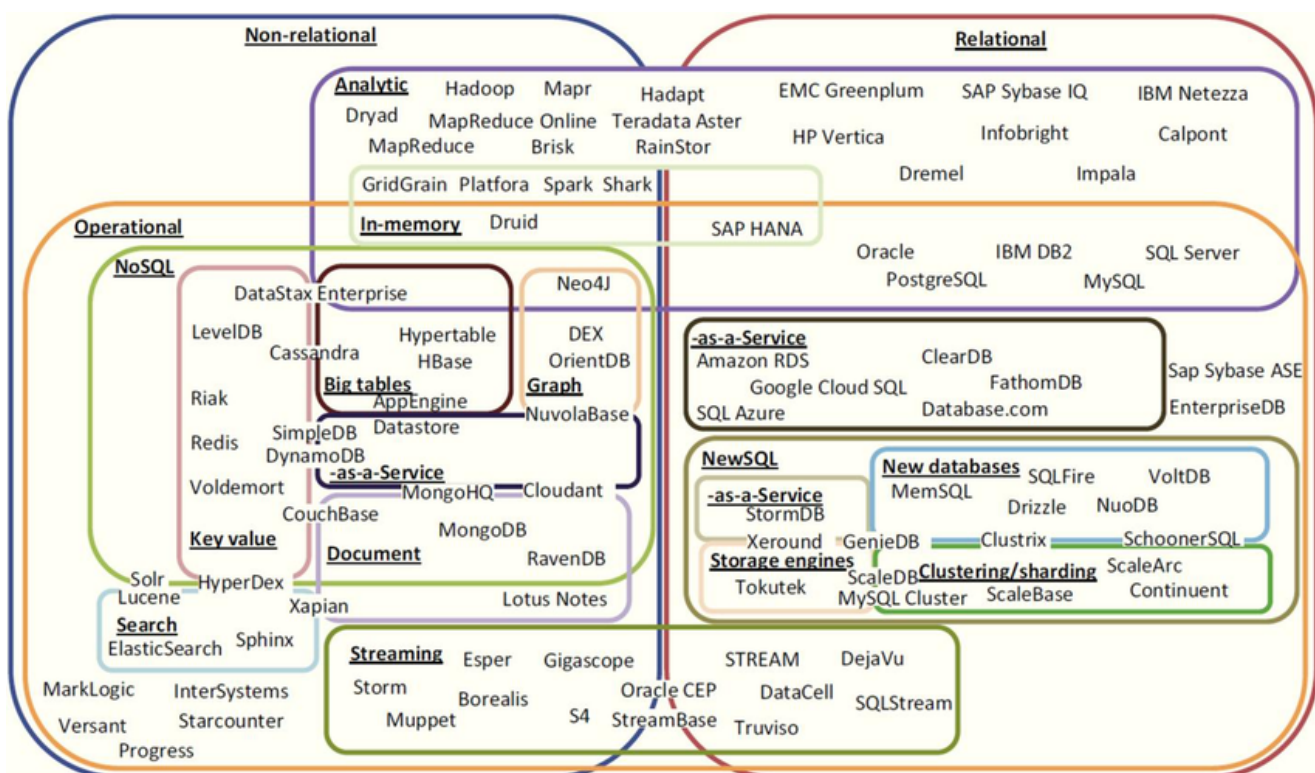 Non-relational
Relational
Analytic
Hadoop Mapr Hadapt EMC Greenplum SAP Sybase IQ IBM Netezza
Dryad MapReduce Online Teradata Aster HP Vertica Infobright Calpont
MapReduce Brisk RainStor
Dremel Impala
GridGrain Platfora Spark Shark
In-memory Druid SAP HANA
Operational
Oracle IBM DB2 SQL Server
PostgreSQL MySQL
NoSQL
DataStax Enterprise
Neo4J
LevelDB
Hypertable
DEX
Cassandra
HBase
OrientDB
Big tables
Graph
Riak
AppEngine
Datastore
NuvolaBase
Redis
SimpleDB
DynamoDB
-as-a-Service
Voldemort
MongoHQ
Cloudant
CouchBase
MongoDB
Key value
Document
RavenDB
HyperDex
Lotus Notes
Solr
Lucene
Xapian
Search
ElasticSearch Sphinx
-as-a-Service
Amazon RDS ClearDB
Google Cloud SQL FathomDB
SQL Azure Database.com
Sap Sybase ASE
EnterpriseDB
NewSQL
-as-a-Service
StormDB
Xeround GenieDB
New databases
SQLFire VoltDB
MemSQL Drizzle NuoDB
Clustrix SchoonerSQL
Storage engines
Tokutek
ScaleDB
MySQL Cluster
Clustering/sharding
ScaleArc
ScaleBase Continuent
Streaming
Esper Gigascope STREAM DejaVu
Storm Borealis Oracle CEP DataCell SQLStream
Muppet S4 StreamBase Truviso
MarkLogic InterSystems
Versant Starcounter
Progress